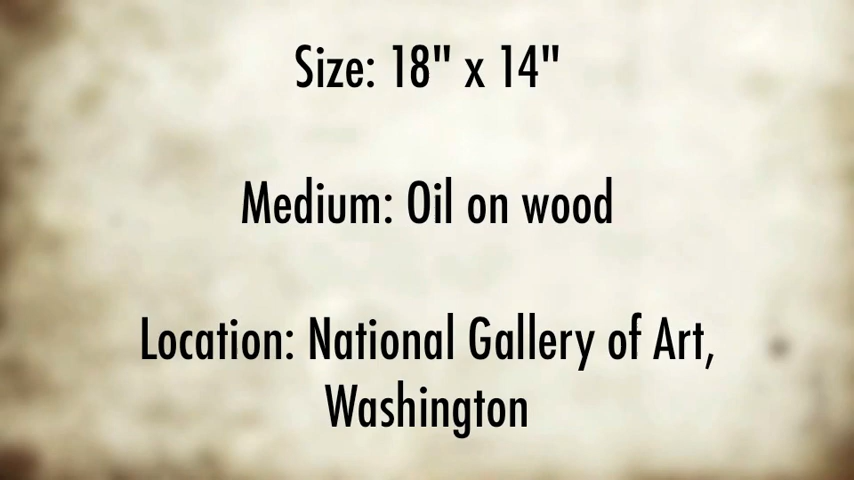 Size: 18" x 14"
Medium: Oil on wood
Location: National Gallery of Art,
Washington